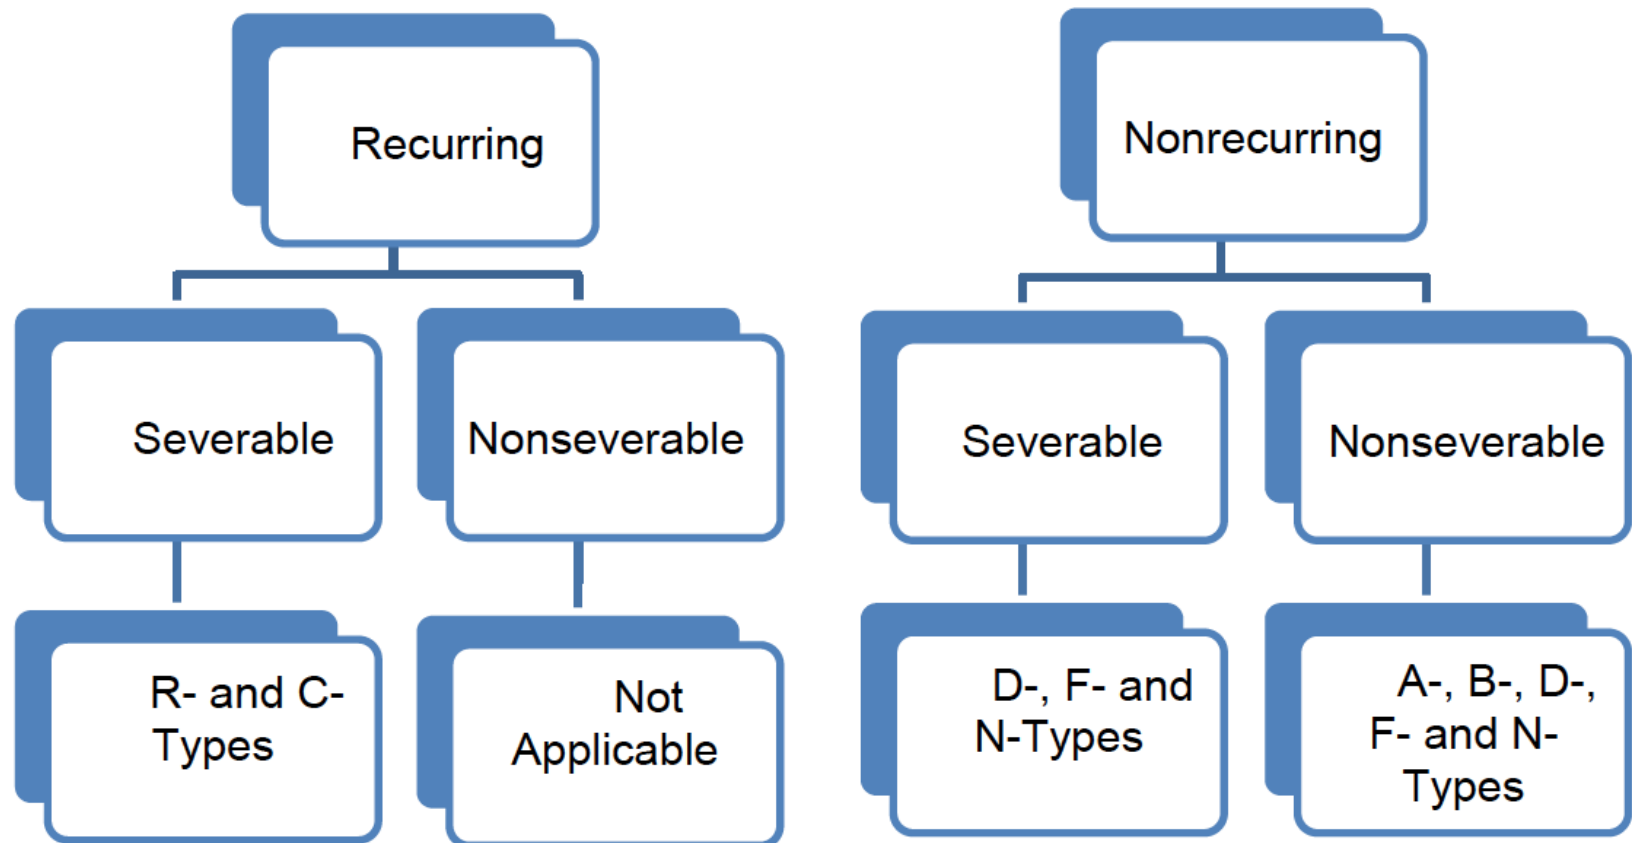 Recurring
Nonrecurring
Severable
Nonseverable
Severable
Nonseverable
R- and C-
Types
Not
Applicable
D-, F- and
N-Types
A-, B-, D-,
F- and N-
Types